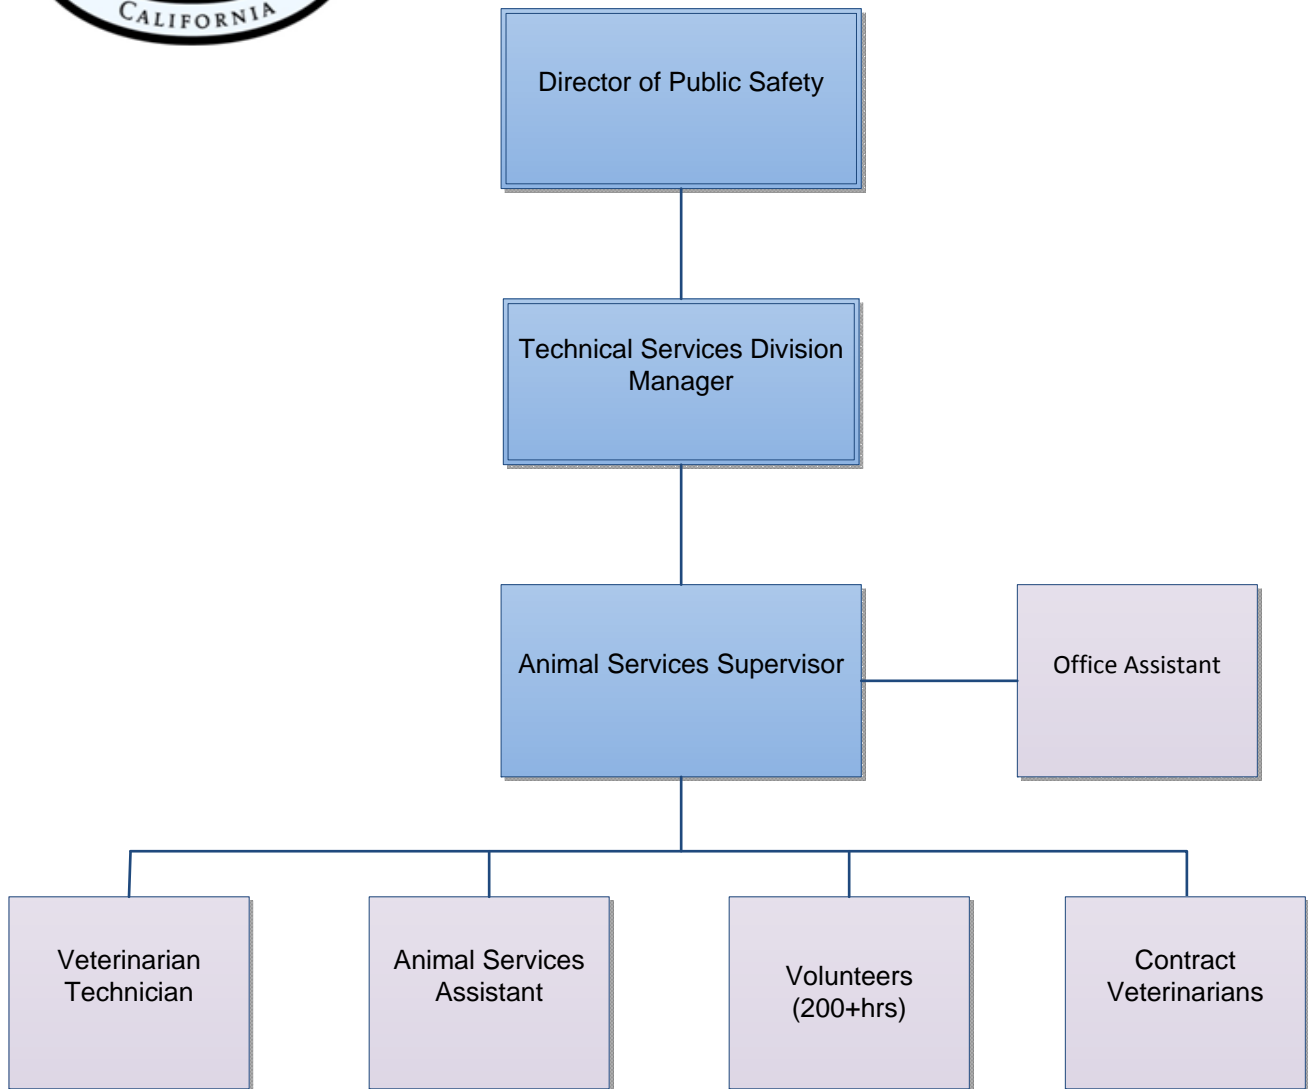 CALIFORNIA
Director of Public Safety
Technical Services Division
Manager
Animal Services Supervisor
Office Assistant
Veterinarian
Technician
Animal Services
Assistant
Volunteers
(200+hrs)
Contract
Veterinarians